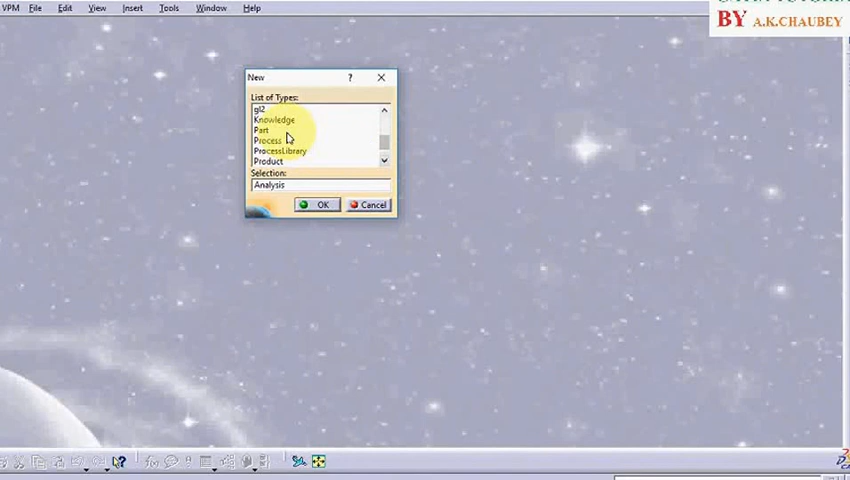 VPM File Edit View Insert Tools Window Help
BY A.K.CHAUBEY
New ? ×
List of Types:
gl2
Knowledge
Part
Process
ProcessLibrary
Product
Selection:
Analysis
OK Cancel